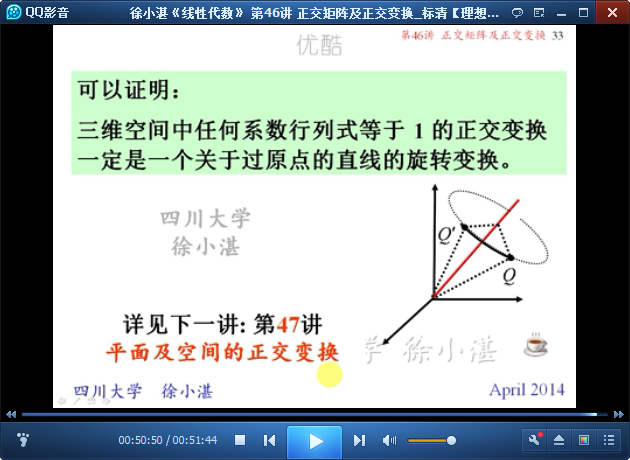 QQ影音
徐小湛《线性代数》 第46讲 正交矩阵及正交变换_标清【理想…
优酷
第46讲 正交矩阵及正交变换 33
可以证明：
三维空间中任何系数行列式等于 1 的正交变换
一定是一个关于过原点的直线的旋转变换。
四川大学
徐小湛
Q'
Q
详见下一讲: 第47讲
平面及空间的正交变换
学 徐小湛
四川大学 徐小湛
April 2014
00:50:50 / 00:51:44